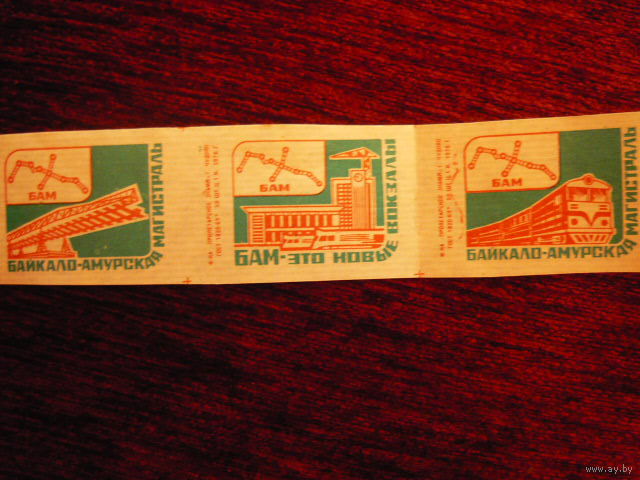 БАМ
БАЙКАЛО-АМУРСКАЯ МАГИСТРАЛЬ
БАМ
БАМ-ЭТО НОВЫЕ ВОКЗАЛЫ
БАМ
БАЙКАЛО-АМУРСКАЯ МАГИСТРАЛЬ
www.ay.by